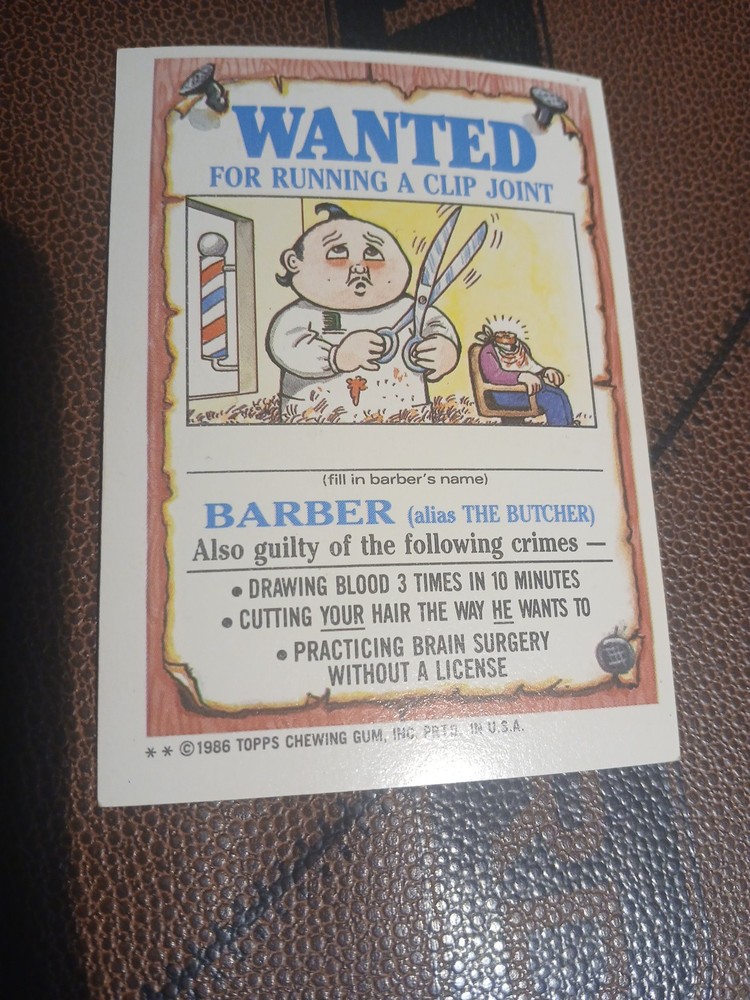 WANTED
FOR RUNNING A CLIP JOINT
(fill in barber's name)
BARBER (alias THE BUTCHER)
Also guilty of the following crimes —
• DRAWING BLOOD 3 TIMES IN 10 MINUTES
• CUTTING YOUR HAIR THE WAY HE WANTS TO
• PRACTICING BRAIN SURGERY
WITHOUT A LICENSE
** ©1986 TOPPS CHEWING GUM, INC. PRTD. IN U.S.A.